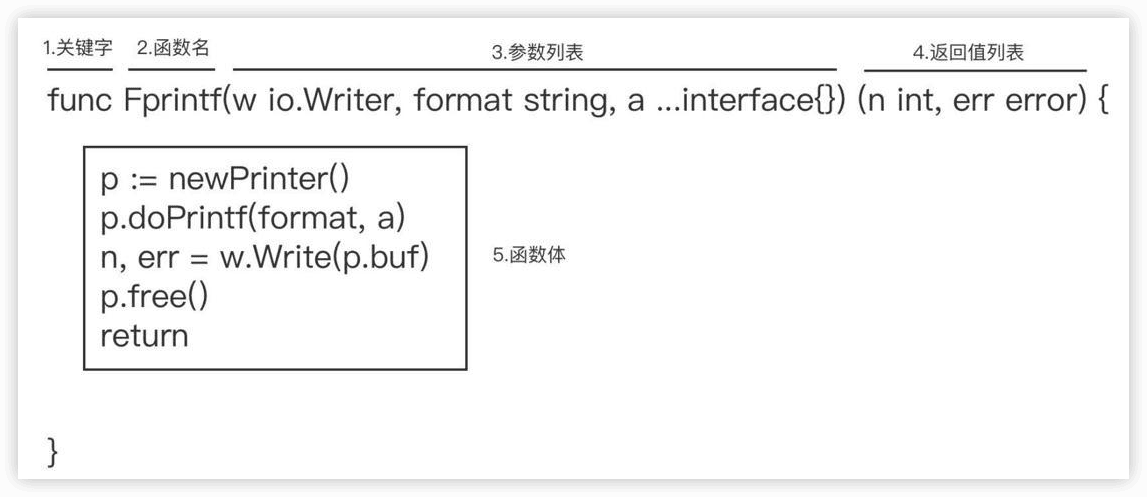 1.关键字 2.函数名 3.参数列表 4.返回值列表
func Fprintf(w io.Writer, format string, a ...interface{}) (n int, err error) {
p := newPrinter()
p.doPrintf(format, a)
n, err = w.Write(p.buf)
5.函数体
p.free()
return
}